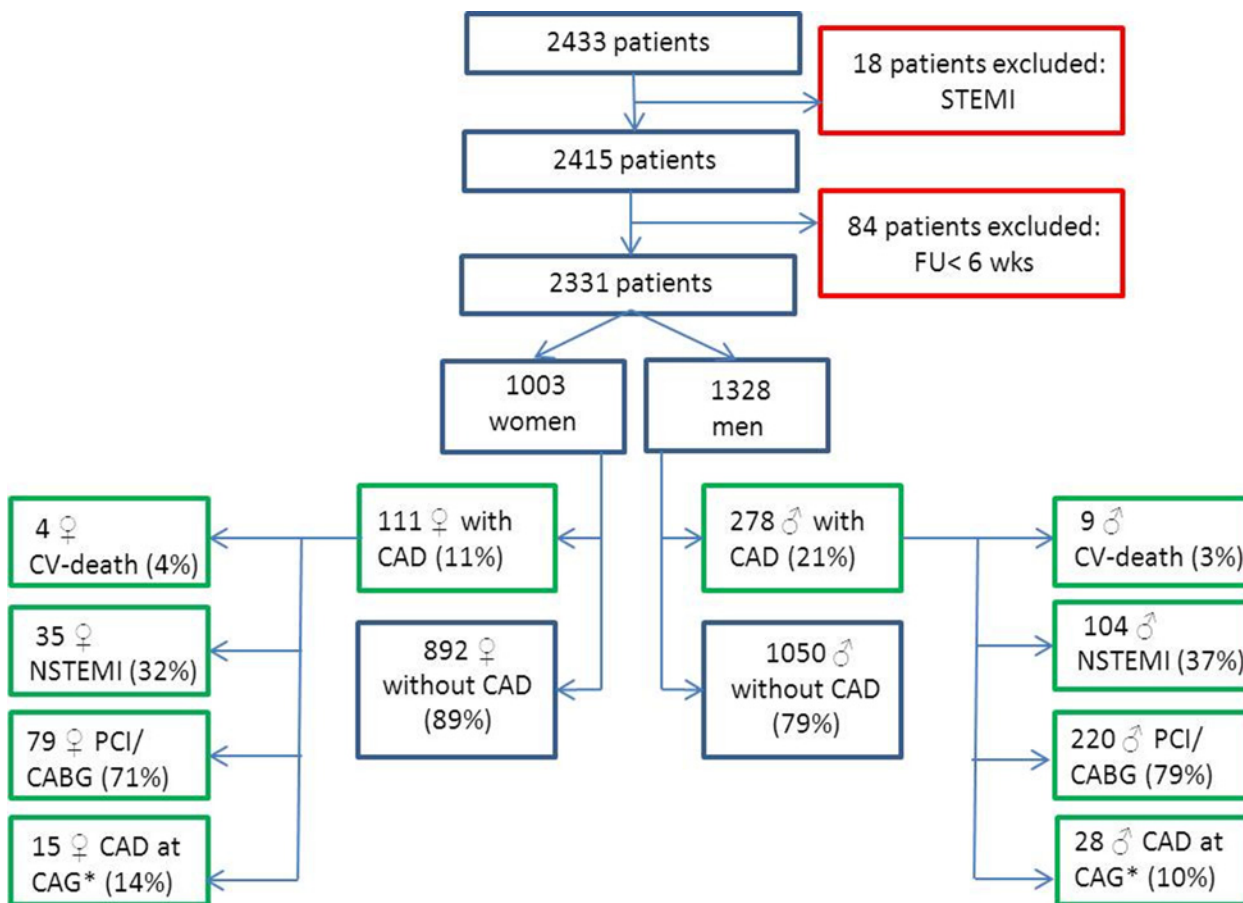 2433 patients
18 patients excluded:
STEMI
2415 patients
84 patients excluded:
FU< 6 wks
2331 patients
1003
women
1328
men
4 ♀
CV-death (4%)
111 ♀ with
CAD (11%)
278 ♂ with
CAD (21%)
9 ♂
CV-death (3%)
35 ♀
NSTEMI (32%)
892 ♀
without CAD
(89%)
1050 ♂
without CAD
(79%)
104 ♂
NSTEMI (37%)
79 ♀ PCI/
CABG (71%)
220 ♂ PCI/
CABG (79%)
15 ♀ CAD at
CAG* (14%)
28 ♂ CAD at
CAG* (10%)